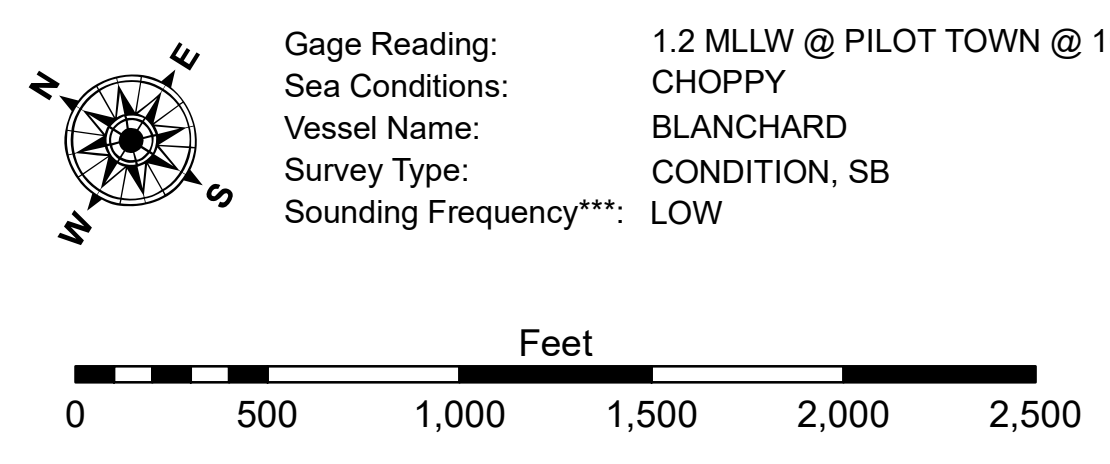 N
E
S
W
Gage Reading: 1.2 MLLW @ PILOT TOWN @ 1
Sea Conditions: CHOPPY
Vessel Name: BLANCHARD
Survey Type: CONDITION, SB
Sounding Frequency***: LOW
Feet
0 500 1,000 1,500 2,000 2,500